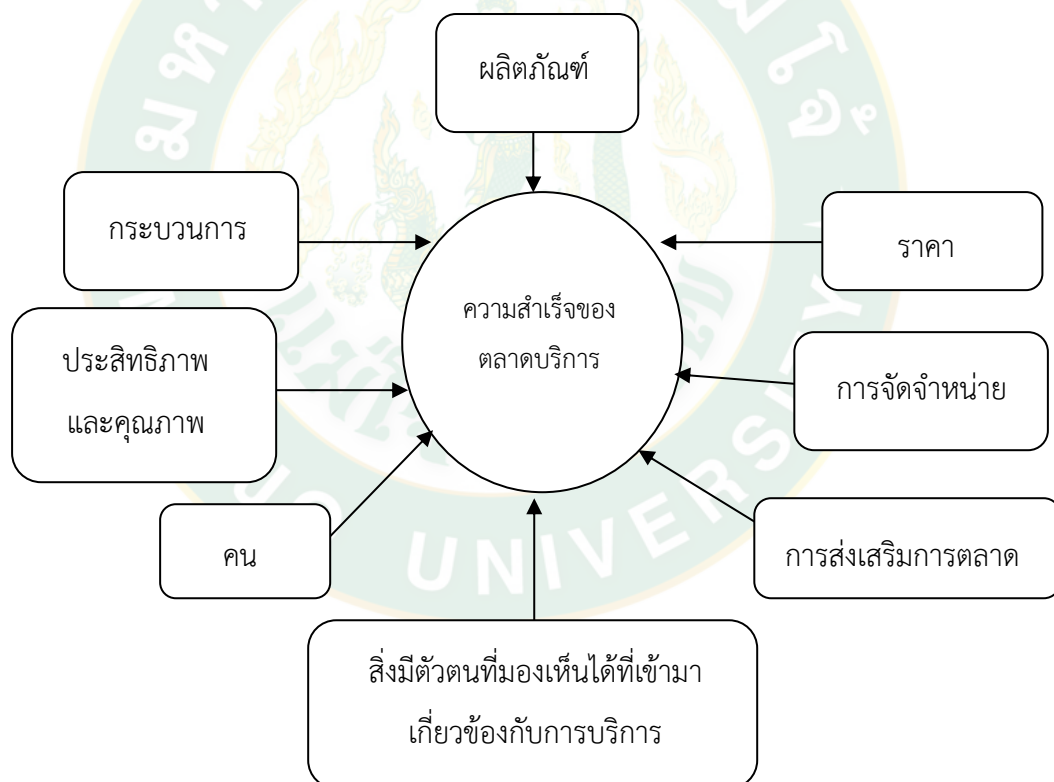 ผลิตภัณฑ์
กระบวนการ
ราคา
ความสำเร็จของ
ตลาดบริการ
ประสิทธิภาพ
และคุณภาพ
การจัดจำหน่าย
คน
การส่งเสริมการตลาด
สิ่งมีตัวตนที่มองเห็นได้ที่เข้ามา
เกี่ยวข้องกับการบริการ
UNIVERSITY